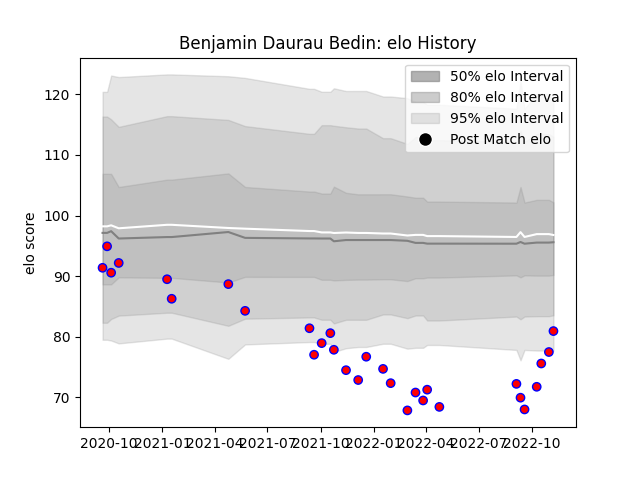 Benjamin Daurau Bedin: elo History
50% elo Interval
80% elo Interval
95% elo Interval
Post Match elo
elo score
120
110
100
90
80
70
2020-10 2021-01 2021-04 2021-07 2021-10 2022-01 2022-04 2022-07 2022-10